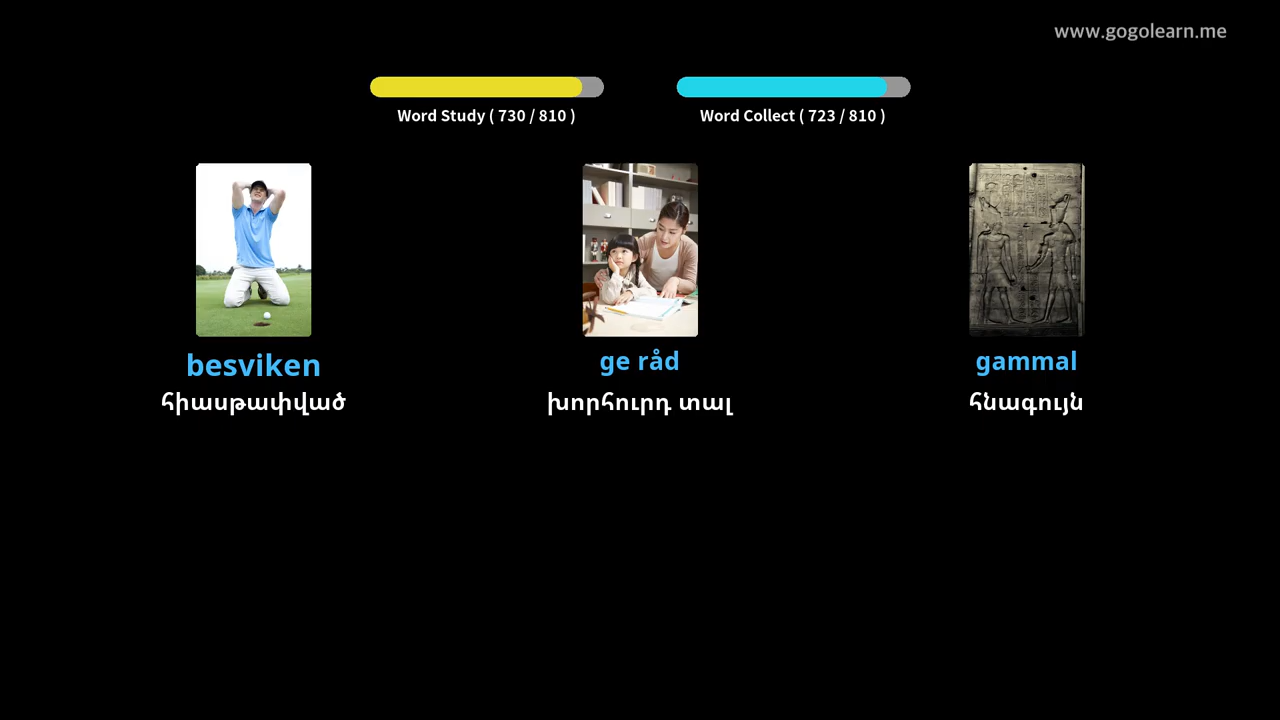 www.gogolearn.me
Word Study ( 730 / 810 )
Word Collect ( 723 / 810 )
besviken
ge råd
gammal
հիասթափված
խորհուրդ տալ
հնագույն